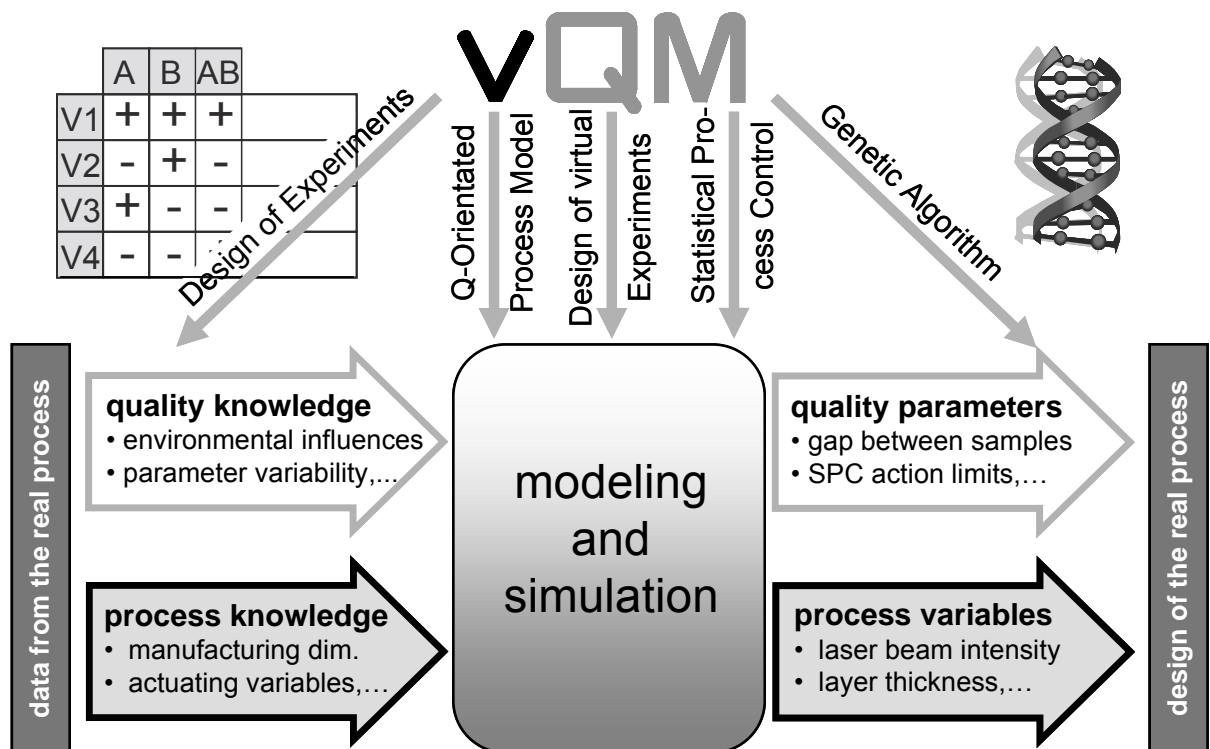 VQM
A B AB
V1 + + +
V2 - + -
V3 + - -
V4 - - -
Design of Experiments
Q-Orientated
Process Model
Design of virtual
Experiments
Statistical Pro-
cess Control
Genetic Algorithm
data from the real process
quality knowledge
• environmental influences
• parameter variability,...
process knowledge
• manufacturing dim.
• actuating variables,...
modeling
and
simulation
quality parameters
• gap between samples
• SPC action limits,...
process variables
• laser beam intensity
• layer thickness,...
design of the real process